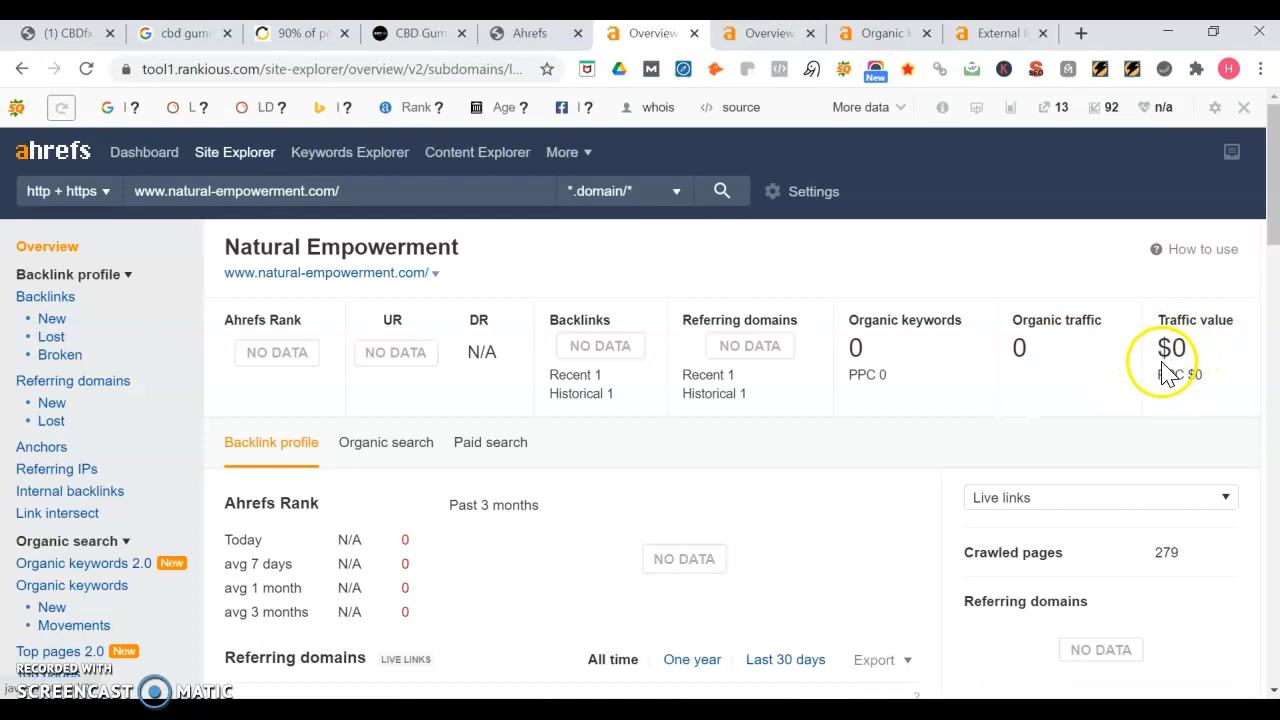 (1) CBDfx
cbd gum
90% of pe
CBD Gum
Ahrefs
Overview
Overview
Organic k
External l
tool1.rankious.com/site-explorer/overview/v2/subdomains/l...
New
I ?
L ?
LD ?
I ?
Rank ?
Age ?
I ?
whois
source
More data
13
92
n/a
ahrefs
Dashboard
Site Explorer
Keywords Explorer
Content Explorer
More
http + https
www.natural-empowerment.com/
*.domain/*
Settings
Overview
Backlink profile
Backlinks
New
Lost
Broken
Referring domains
New
Lost
Anchors
Referring IPs
Internal backlinks
Link intersect
Organic search
Organic keywords 2.0 New
Organic keywords
New
Movements
Top pages 2.0 New
Natural Empowerment
How to use
www.natural-empowerment.com/
Ahrefs Rank
NO DATA
UR
NO DATA
DR
N/A
Backlinks
NO DATA
Recent 1
Historical 1
Referring domains
NO DATA
Recent 1
Historical 1
Organic keywords
0
PPC 0
Organic traffic
0
Traffic value
$0
PPC $0
Backlink profile
Organic search
Paid search
Ahrefs Rank
Past 3 months
Today N/A 0
avg 7 days N/A 0
avg 1 month N/A 0
avg 3 months N/A 0
NO DATA
Referring domains LIVE LINKS
All time
One year
Last 30 days
Export
2
Live links
Crawled pages 279
Referring domains
NO DATA
RECORDED WITH
SCREENCAST MATIC